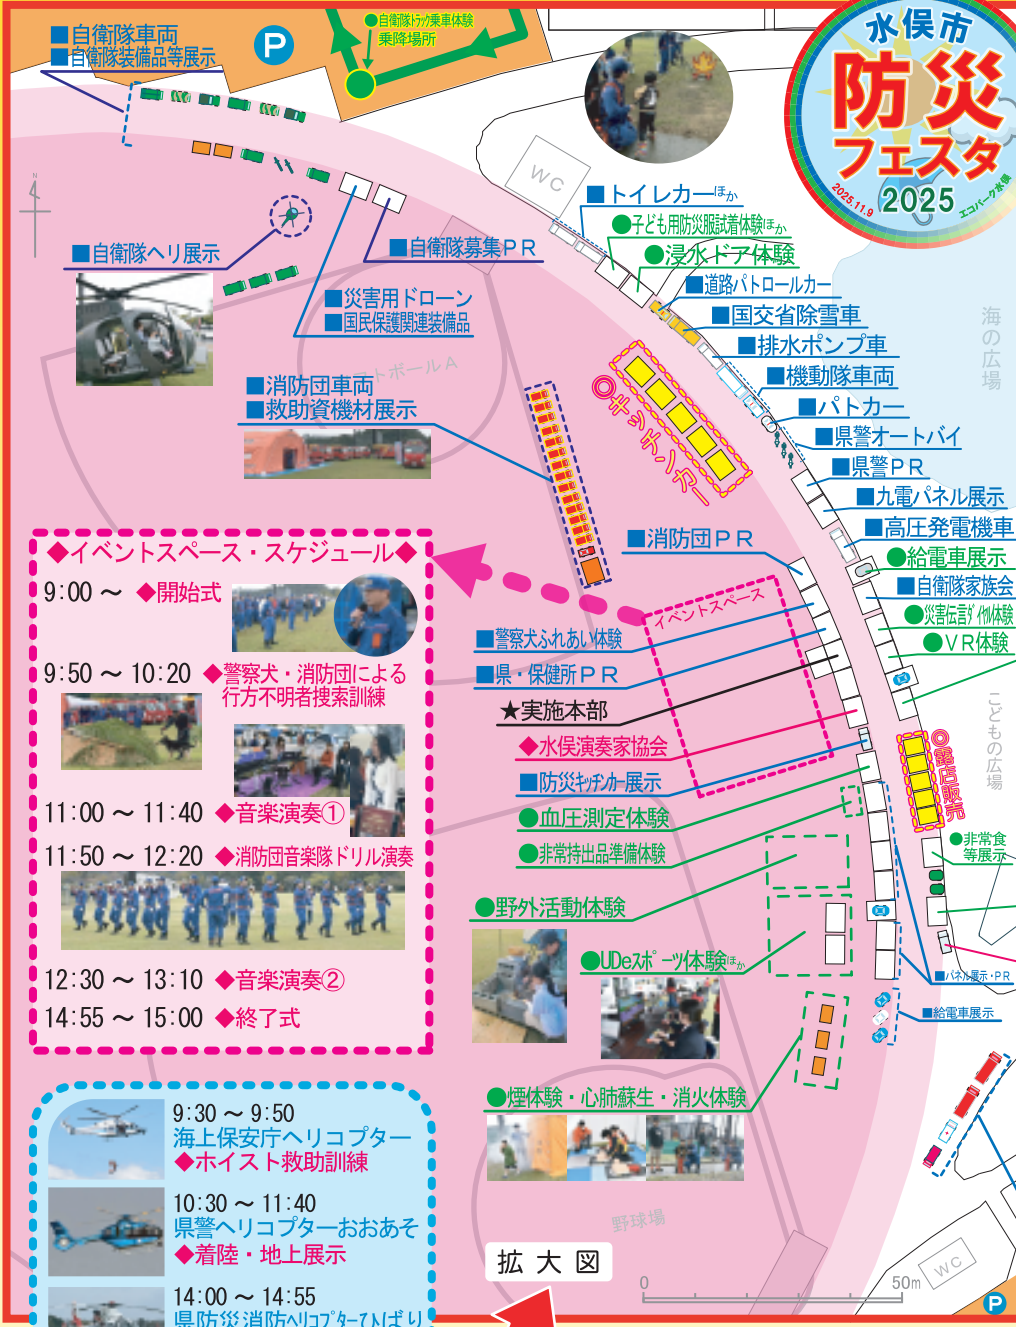 ■自衛隊車両
■自衛隊装備品等展示
P
●自衛隊トラック乗車体験
乗降場所
水俣市
防災
フェスタ
2025
2025.11.9
エコパーク水俣
N
WC
■トイレカーほか
●子ども用防災服試着体験ほか
●浸水ドア体験
■道路パトロールカー
■国交省除雪車
■排水ポンプ車
■機動隊車両
■パトカー
■県警オートバイ
■県警PR
■九電パネル展示
■高圧発電機車
●給電車展示
■自衛隊家族会
●災害伝言ダイヤル体験
●VR体験
海の広場
こどもの広場
■自衛隊ヘリ展示
■自衛隊募集PR
■災害用ドローン
■国民保護関連装備品
ストボールA
■消防団車両
■救助資機材展示
◎キッチンカー
■消防団PR
イベントスペース
■警察犬ふれあい体験
■県・保健所PR
★実施本部
◆水俣演奏家協会
■防災キッチンカー展示
●血圧測定体験
●非常持出品準備体験
●野外活動体験
●UDeスポーツ体験ほか
◎露店販売
●非常食
等展示
■パネル展示・PR
■給電車展示
●煙体験・心肺蘇生・消火体験
野球場
拡大図
0
50m
WC
P
◆イベントスペース・スケジュール◆
9:00～ ◆開始式
9:50～10:20 ◆警察犬・消防団による
行方不明者捜索訓練
11:00～11:40 ◆音楽演奏①
11:50～12:20 ◆消防団音楽隊ドリル演奏
12:30～13:10 ◆音楽演奏②
14:55～15:00 ◆終了式
9:30～9:50
海上保安庁ヘリコプター
◆ホイスト救助訓練
10:30～11:40
県警ヘリコプターおおあそ
◆着陸・地上展示
14:00～14:55
県防災消防ヘリコプターひばり